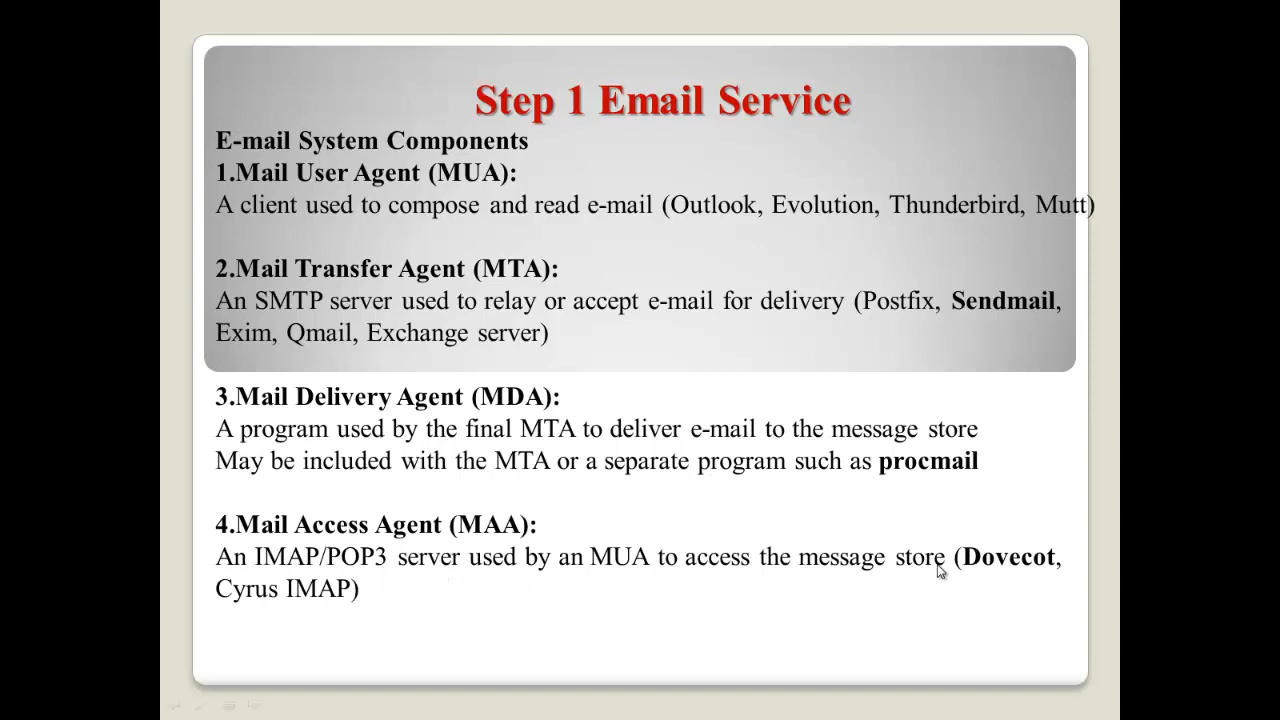 Step 1 Email Service
E-mail System Components
1.Mail User Agent (MUA):
A client used to compose and read e-mail (Outlook, Evolution, Thunderbird, Mutt)
2.Mail Transfer Agent (MTA):
An SMTP server used to relay or accept e-mail for delivery (Postfix, Sendmail,
Exim, Qmail, Exchange server)
3.Mail Delivery Agent (MDA):
A program used by the final MTA to deliver e-mail to the message store
May be included with the MTA or a separate program such as procmail
4.Mail Access Agent (MAA):
An IMAP/POP3 server used by an MUA to access the message store (Dovecot,
Cyrus IMAP)